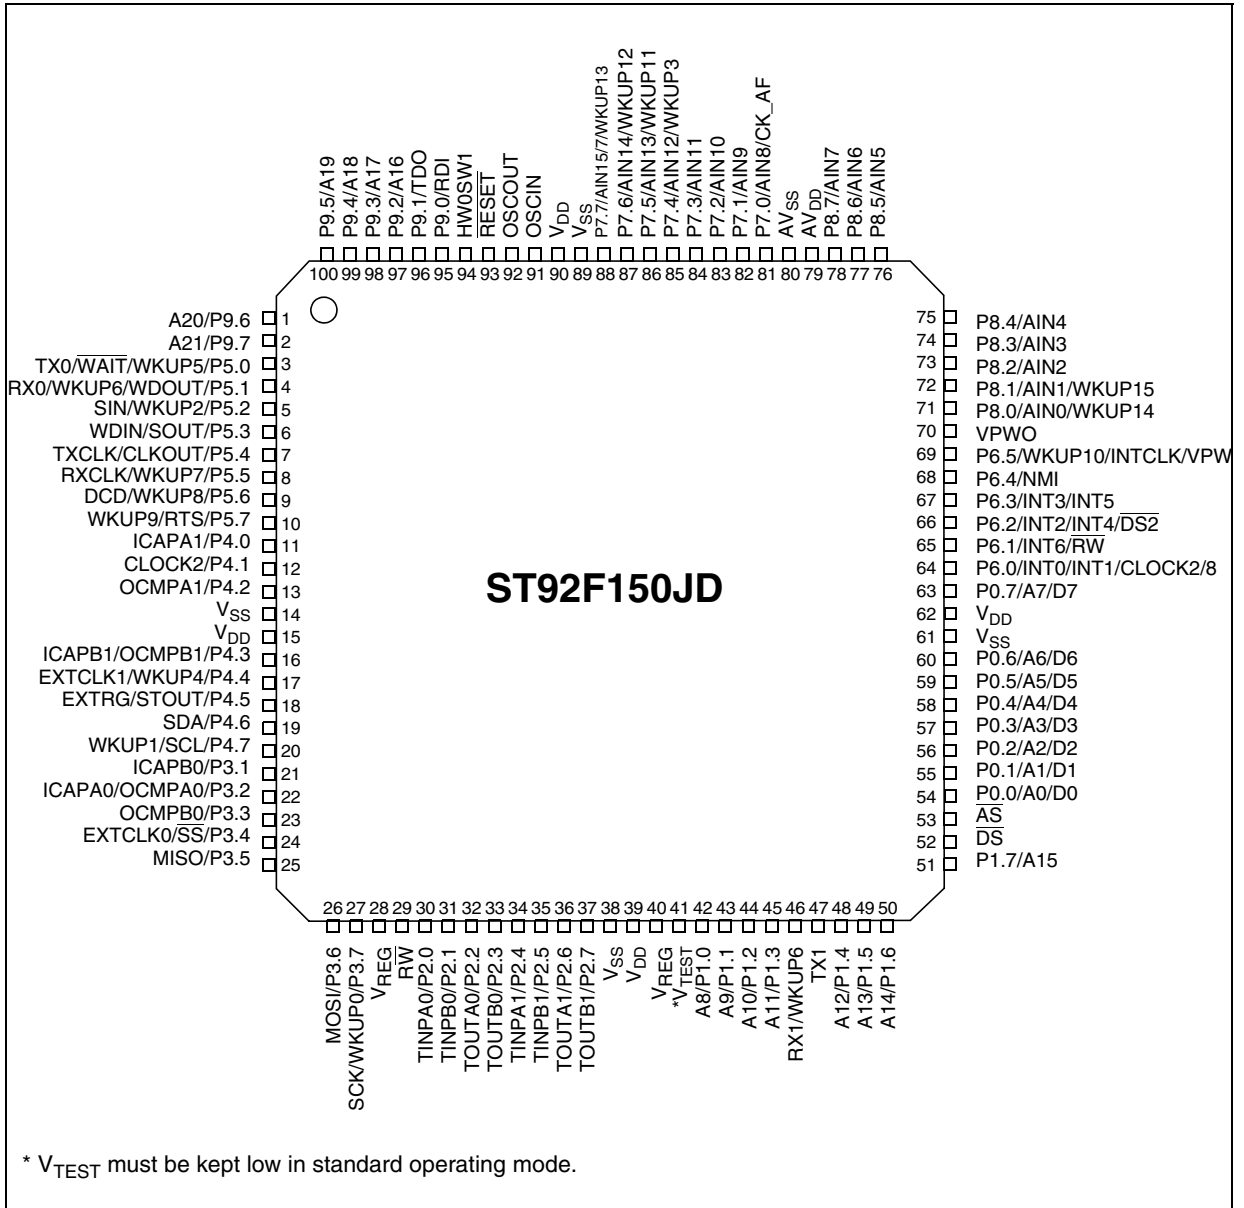 P9.5/A19
P9.4/A18
P9.3/A17
P9.2/A16
P9.1/TDO
P9.0/RDI
HW0SW1
RESET
OSCOUT
OSCIN
VDD
VSS
P7.7/AIN15/7/WKUP13
P7.6/AIN14/WKUP12
P7.5/AIN13/WKUP11
P7.4/AIN12/WKUP3
P7.3/AIN11
P7.2/AIN10
P7.1/AIN9
P7.0/AIN8/CK_AF
AVSS
AVDD
P8.7/AIN7
P8.6/AIN6
P8.5/AIN5
100 99 98 97 96 95 94 93 92 91 90 89 88 87 86 85 84 83 82 81 80 79 78 77 76
A20/P9.6 1
A21/P9.7 2
TX0/WAIT/WKUP5/P5.0 3
RX0/WKUP6/WDOUT/P5.1 4
SIN/WKUP2/P5.2 5
WDIN/SOUT/P5.3 6
TXCLK/CLKOUT/P5.4 7
RXCLK/WKUP7/P5.5 8
DCD/WKUP8/P5.6 9
WKUP9/RTS/P5.7 10
ICAPA1/P4.0 11
CLOCK2/P4.1 12
OCMPA1/P4.2 13
VSS 14
VDD 15
ICAPB1/OCMPB1/P4.3 16
EXTCLK1/WKUP4/P4.4 17
EXTRG/STOUT/P4.5 18
SDA/P4.6 19
WKUP1/SCL/P4.7 20
ICAPB0/P3.1 21
ICAPA0/OCMPA0/P3.2 22
OCMPB0/P3.3 23
EXTCLK0/SS/P3.4 24
MISO/P3.5 25
ST92F150JD
75 P8.4/AIN4
74 P8.3/AIN3
73 P8.2/AIN2
72 P8.1/AIN1/WKUP15
71 P8.0/AIN0/WKUP14
70 VPWO
69 P6.5/WKUP10/INTCLK/VPW
68 P6.4/NMI
67 P6.3/INT3/INT5
66 P6.2/INT2/INT4/DS2
65 P6.1/INT6/RW
64 P6.0/INT0/INT1/CLOCK2/8
63 P0.7/A7/D7
62 VDD
61 VSS
60 P0.6/A6/D6
59 P0.5/A5/D5
58 P0.4/A4/D4
57 P0.3/A3/D3
56 P0.2/A2/D2
55 P0.1/A1/D1
54 P0.0/A0/D0
53 AS
52 DS
51 P1.7/A15
26 27 28 29 30 31 32 33 34 35 36 37 38 39 40 41 42 43 44 45 46 47 48 49 50
MOSI/P3.6
SCK/WKUP0/P3.7
VREG
RW
TINPA0/P2.0
TINPB0/P2.1
TOUTA0/P2.2
TOUTB0/P2.3
TINPA1/P2.4
TINPB1/P2.5
TOUTA1/P2.6
TOUTB1/P2.7
VSS
VDD
VREG
*VTEST
A8/P1.0
A9/P1.1
A10/P1.2
A11/P1.3
RX1/WKUP6
TX1
A12/P1.4
A13/P1.5
A14/P1.6
* VTEST must be kept low in standard operating mode.